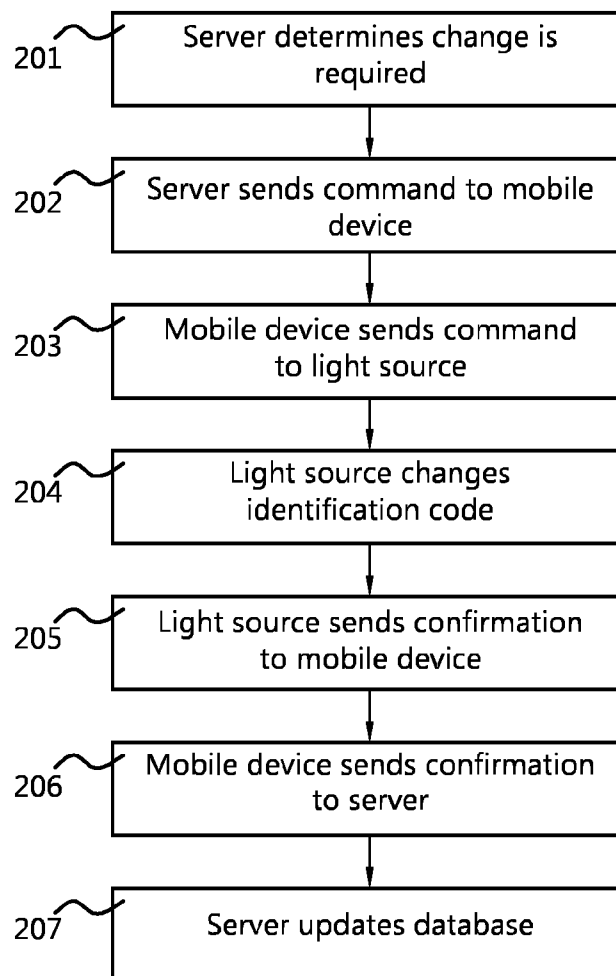 201
Server determines change is
required
202
Server sends command to mobile
device
203
Mobile device sends command
to light source
204
Light source changes
identification code
205
Light source sends confirmation
to mobile device
206
Mobile device sends confirmation
to server
207
Server updates database